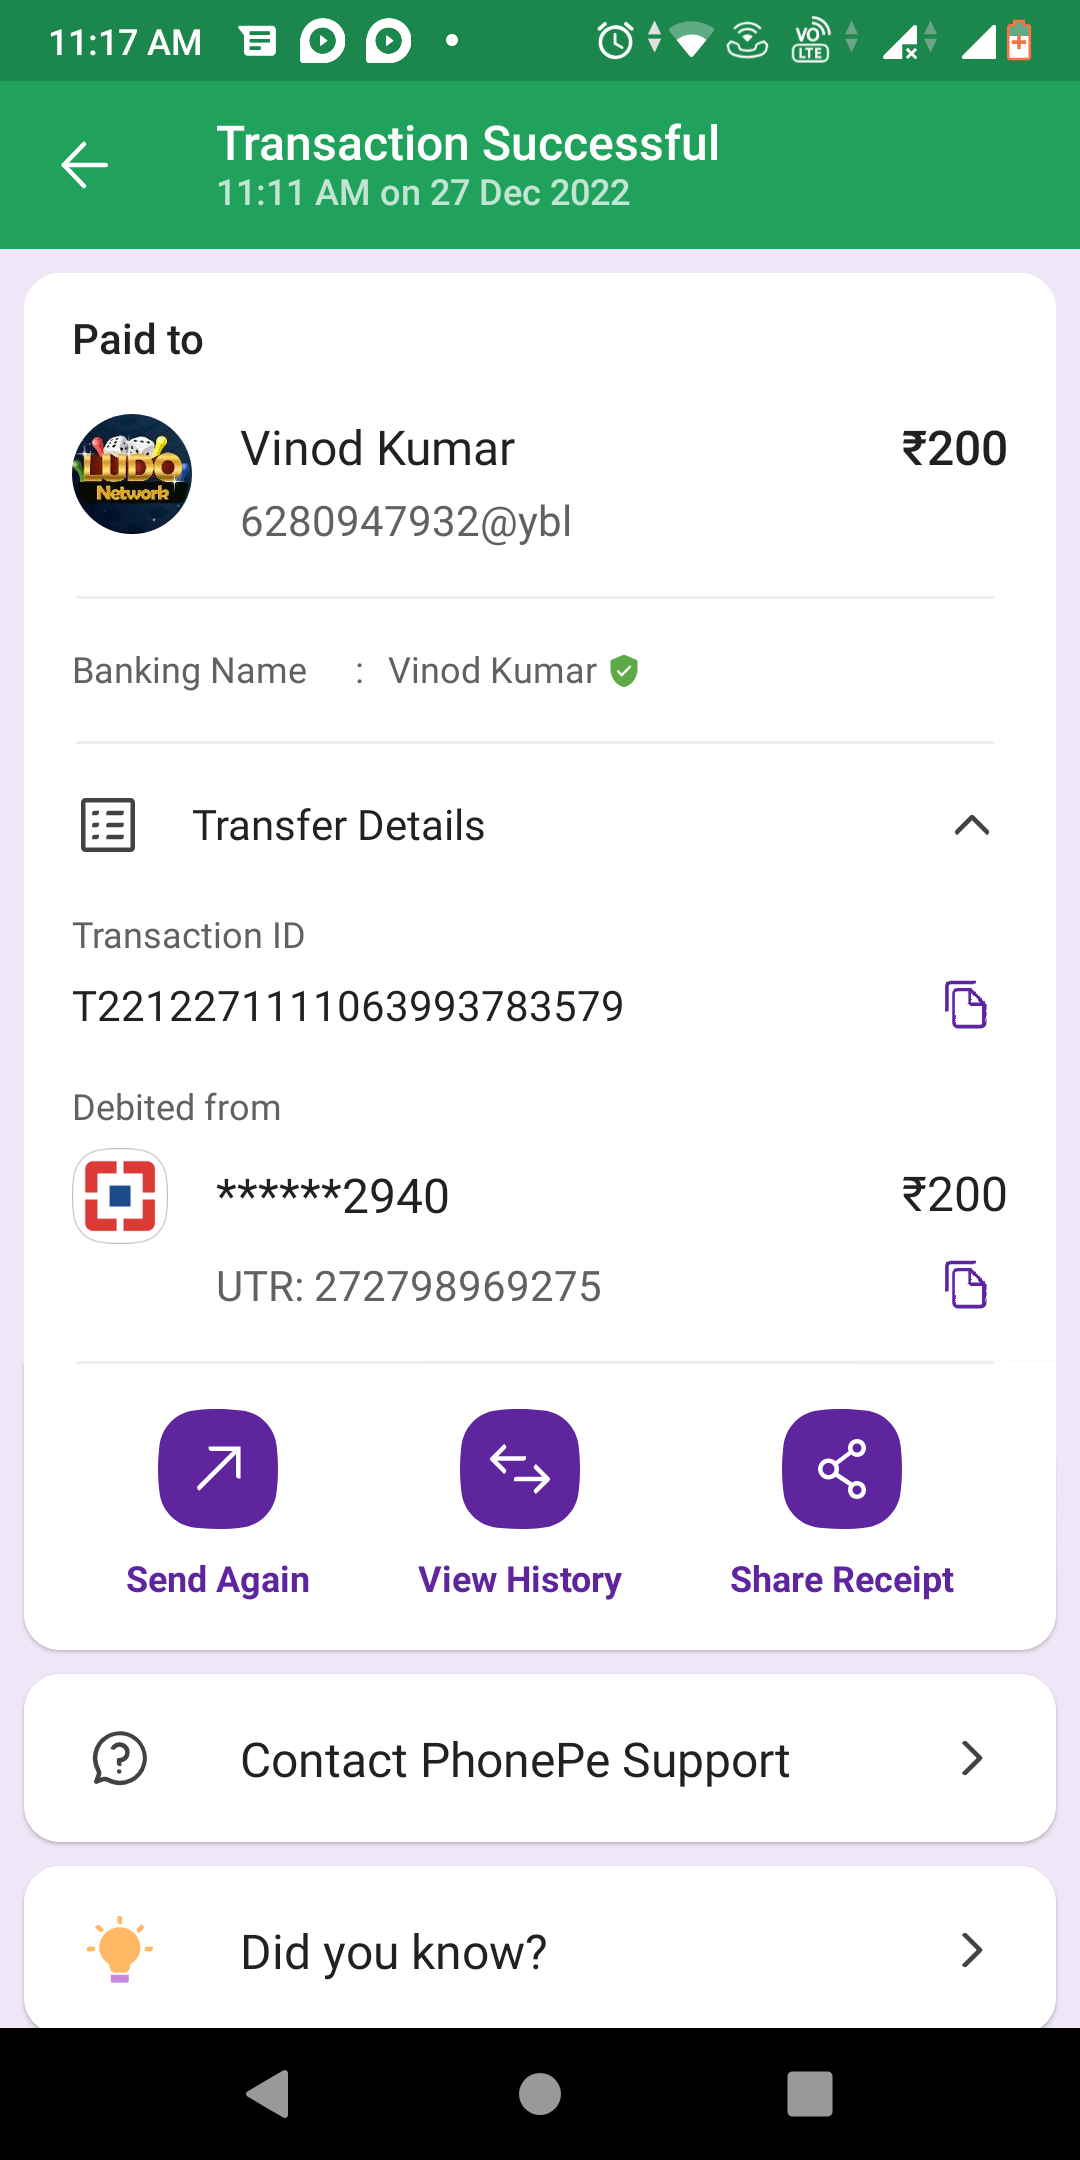 11:17 AM
VO
LTE
Transaction Successful
11:11 AM on 27 Dec 2022
Paid to
LUDO
Network
Vinod Kumar
₹200
6280947932@ybl
Banking Name : Vinod Kumar
Transfer Details
Transaction ID
T2212271111063993783579
Debited from
******2940
₹200
UTR: 272798969275
Send Again
View History
Share Receipt
Contact PhonePe Support
Did you know?